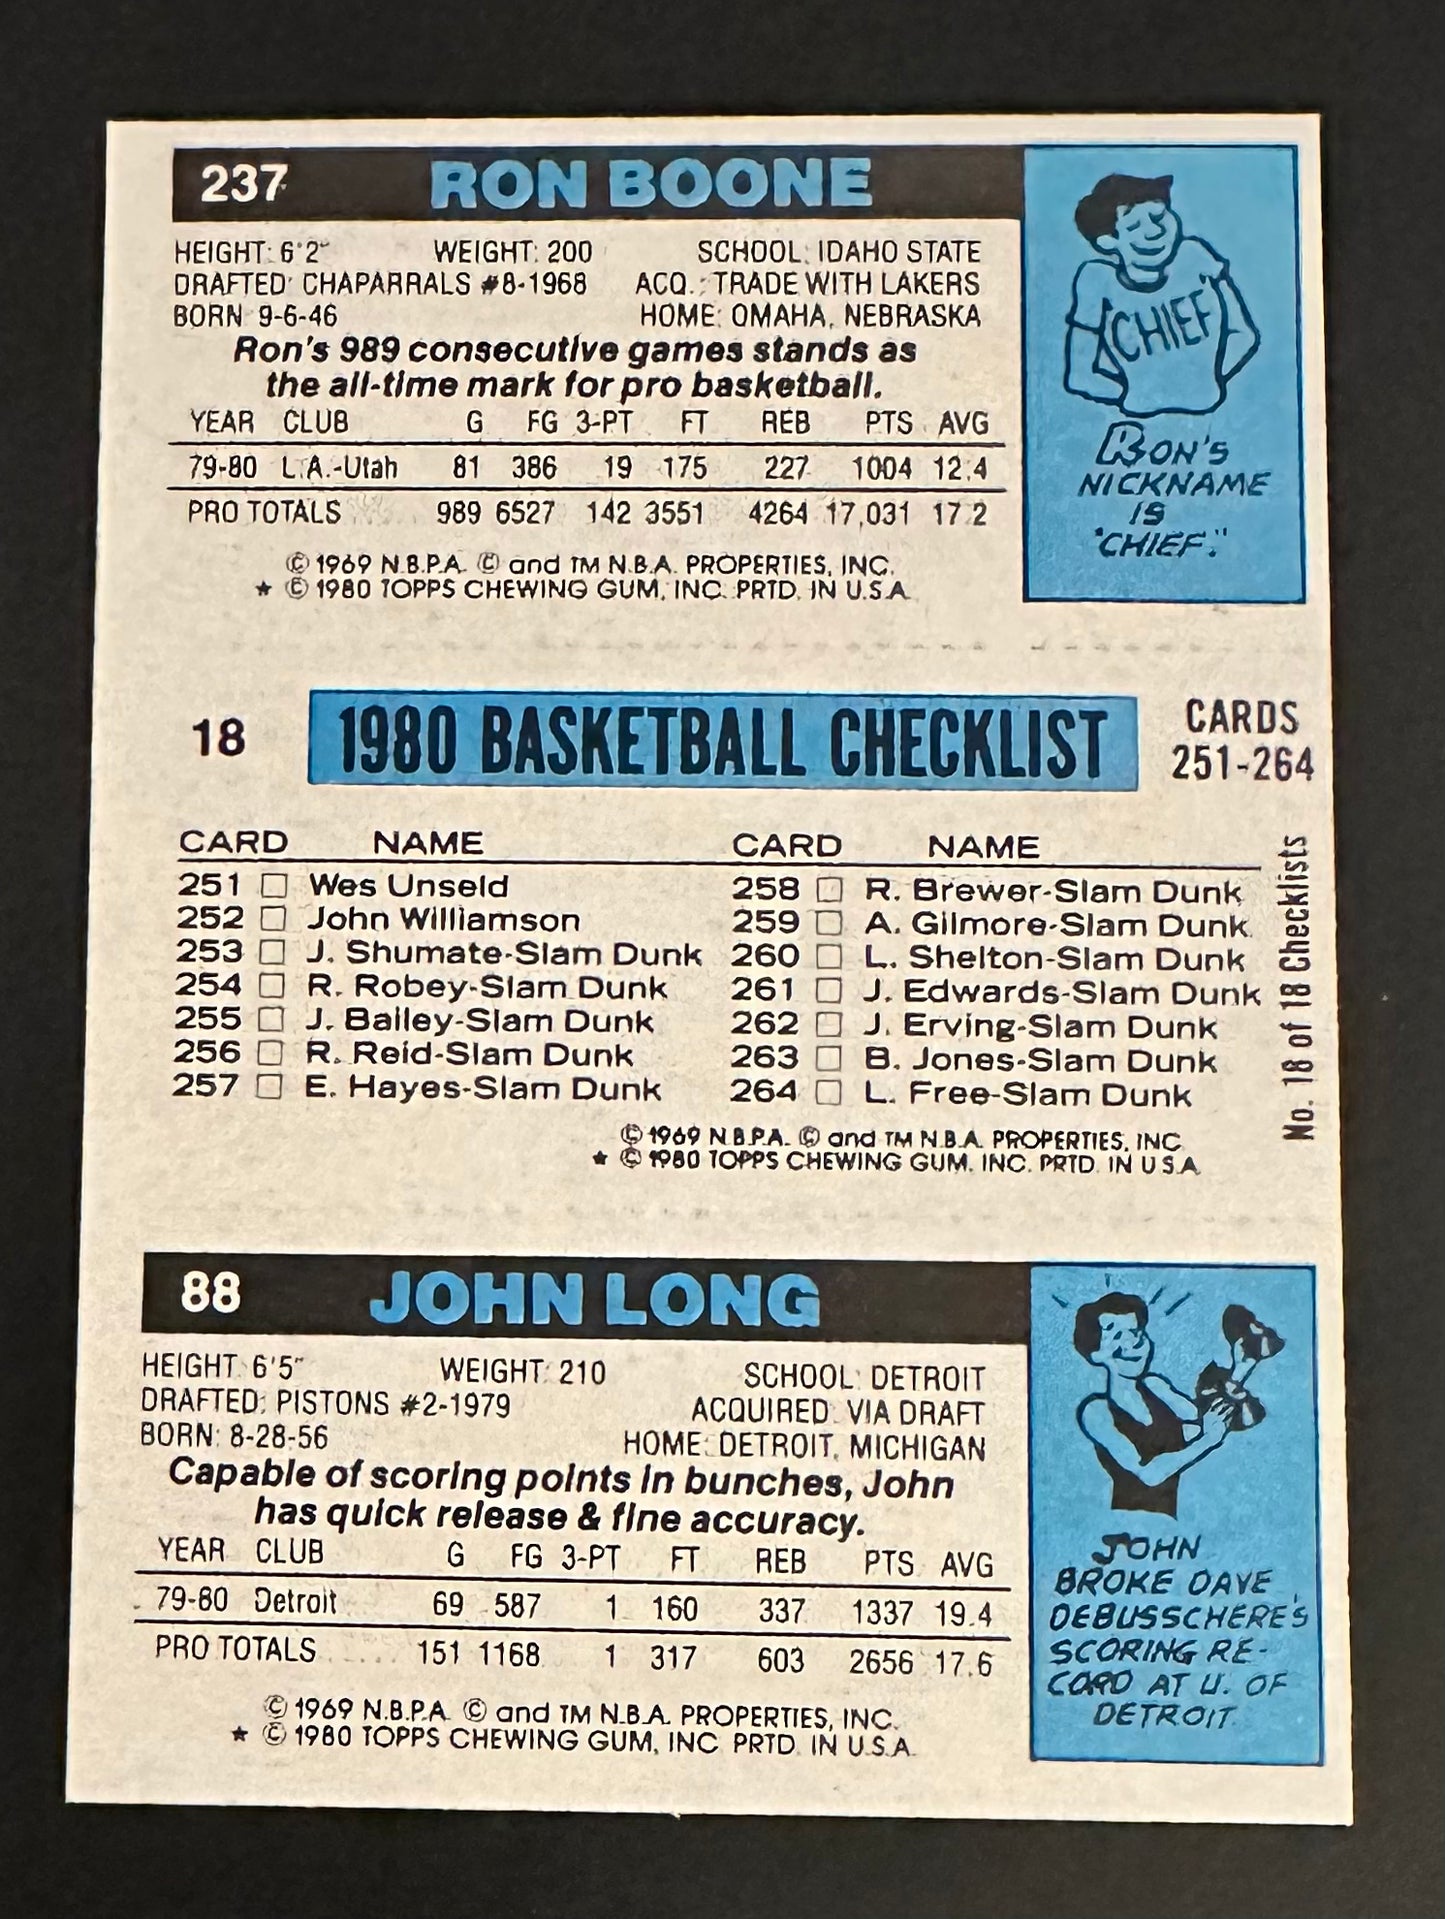 237 RON BOONE
HEIGHT: 6'2" WEIGHT: 200 SCHOOL: IDAHO STATE
DRAFTED: CHAPARRALS #8-1968 ACQ.: TRADE WITH LAKERS
BORN: 9-6-46 HOME: OMAHA, NEBRASKA
Ron's 989 consecutive games stands as
the all-time mark for pro basketball.
YEAR CLUB G FG 3-PT FT REB PTS AVG
79-80 L.A.-Utah 81 386 19 175 227 1004 12.4
PRO TOTALS 989 6527 142 3551 4264 17,031 17.2
© 1969 N.B.P.A. © and TM N.B.A. PROPERTIES, INC.
★ © 1980 TOPPS CHEWING GUM, INC. PRTD. IN U.S.A.
CHIEF
RON'S
NICKNAME
IS
"CHIEF."
18 1980 BASKETBALL CHECKLIST CARDS
251-264
CARD NAME
251 □ Wes Unseld
252 □ John Williamson
253 □ J. Shumate-Slam Dunk
254 □ R. Robey-Slam Dunk
255 □ J. Bailey-Slam Dunk
256 □ R. Reid-Slam Dunk
257 □ E. Hayes-Slam Dunk
CARD NAME
258 □ R. Brewer-Slam Dunk
259 □ A. Gilmore-Slam Dunk
260 □ L. Shelton-Slam Dunk
261 □ J. Edwards-Slam Dunk
262 □ J. Erving-Slam Dunk
263 □ B. Jones-Slam Dunk
264 □ L. Free-Slam Dunk
No. 18 of 18 Checklists
© 1969 N.B.P.A. © and TM N.B.A. PROPERTIES, INC.
★ © 1980 TOPPS CHEWING GUM, INC. PRTD. IN U.S.A.
88 JOHN LONG
HEIGHT: 6'5" WEIGHT: 210 SCHOOL: DETROIT
DRAFTED: PISTONS #2-1979 ACQUIRED: VIA DRAFT
BORN: 8-28-56 HOME: DETROIT, MICHIGAN
Capable of scoring points in bunches, John
has quick release & fine accuracy.
YEAR CLUB G FG 3-PT FT REB PTS AVG
79-80 Detroit 69 587 1 160 337 1337 19.4
PRO TOTALS 151 1168 1 317 603 2656 17.6
© 1969 N.B.P.A. © and TM N.B.A. PROPERTIES, INC.
★ © 1980 TOPPS CHEWING GUM, INC. PRTD. IN U.S.A.
JOHN
BROKE DAVE
DEBUSSCHERE'S
SCORING RE-
CORD AT U. OF
DETROIT.